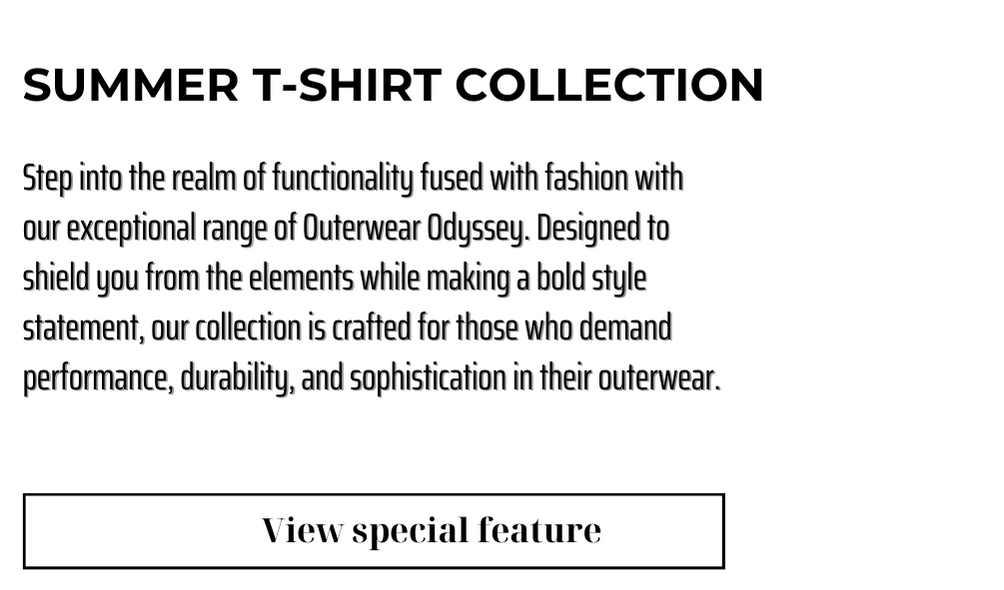 SUMMER T-SHIRT COLLECTION
Step into the realm of functionality fused with fashion with
our exceptional range of Outerwear Odyssey. Designed to
shield you from the elements while making a bold style
statement, our collection is crafted for those who demand
performance, durability, and sophistication in their outerwear.
View special feature